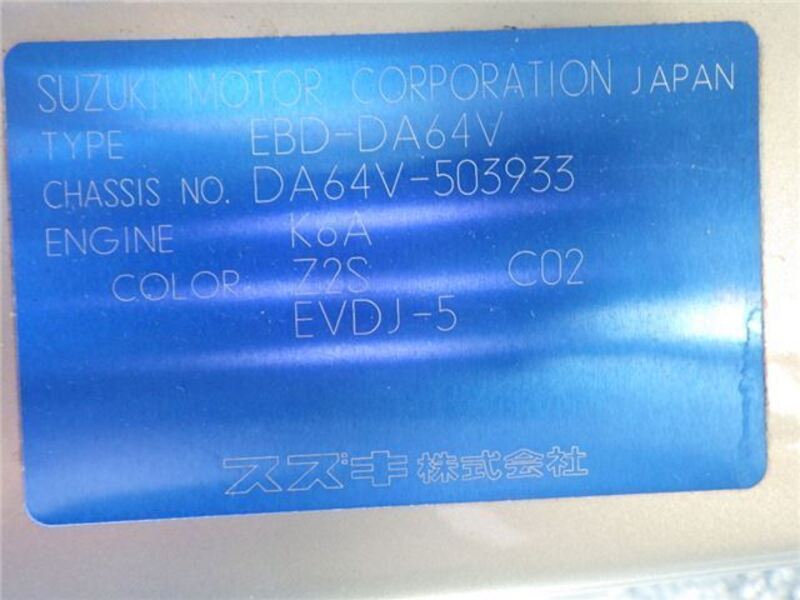 SUZUKI MOTOR CORPORATION JAPAN
TYPE EBD-DA64V
CHASSIS NO. DA64V-503933
ENGINE K6A
COLOR Z2S C02
EVDJ-5
スズキ株式会社